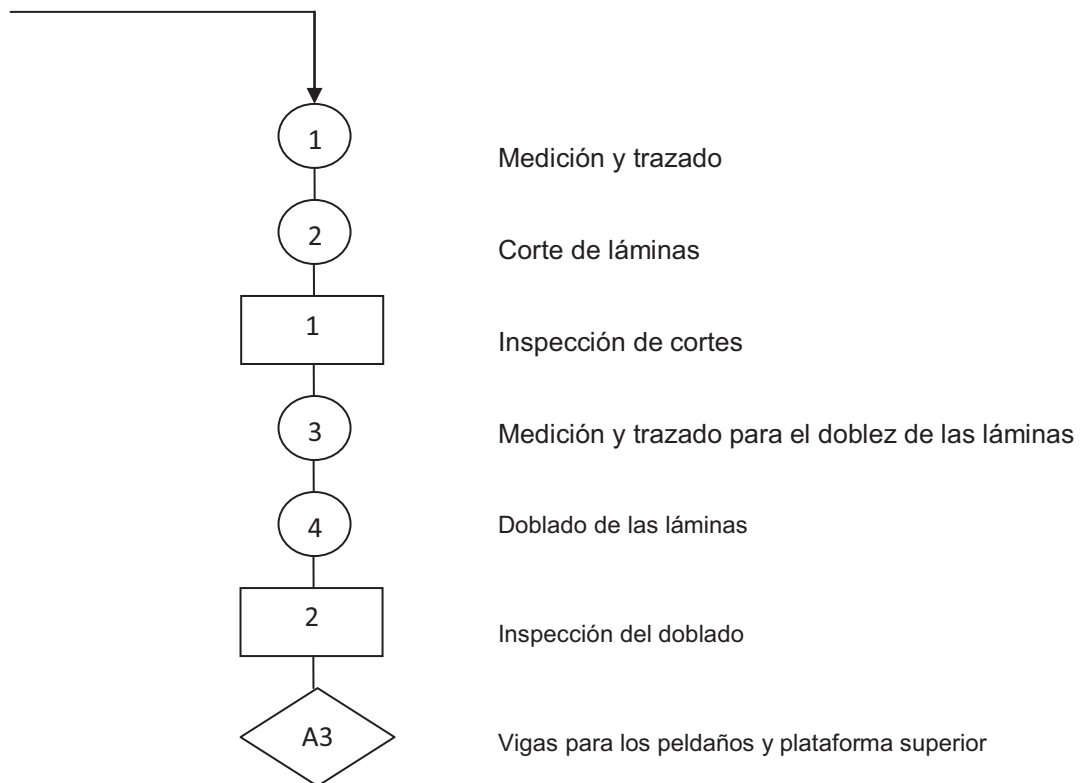 1
Medición y trazado
2
Corte de láminas
1
Inspección de cortes
3
Medición y trazado para el doblez de las láminas
4
Doblado de las láminas
2
Inspección del doblado
A3
Vigas para los peldaños y plataforma superior